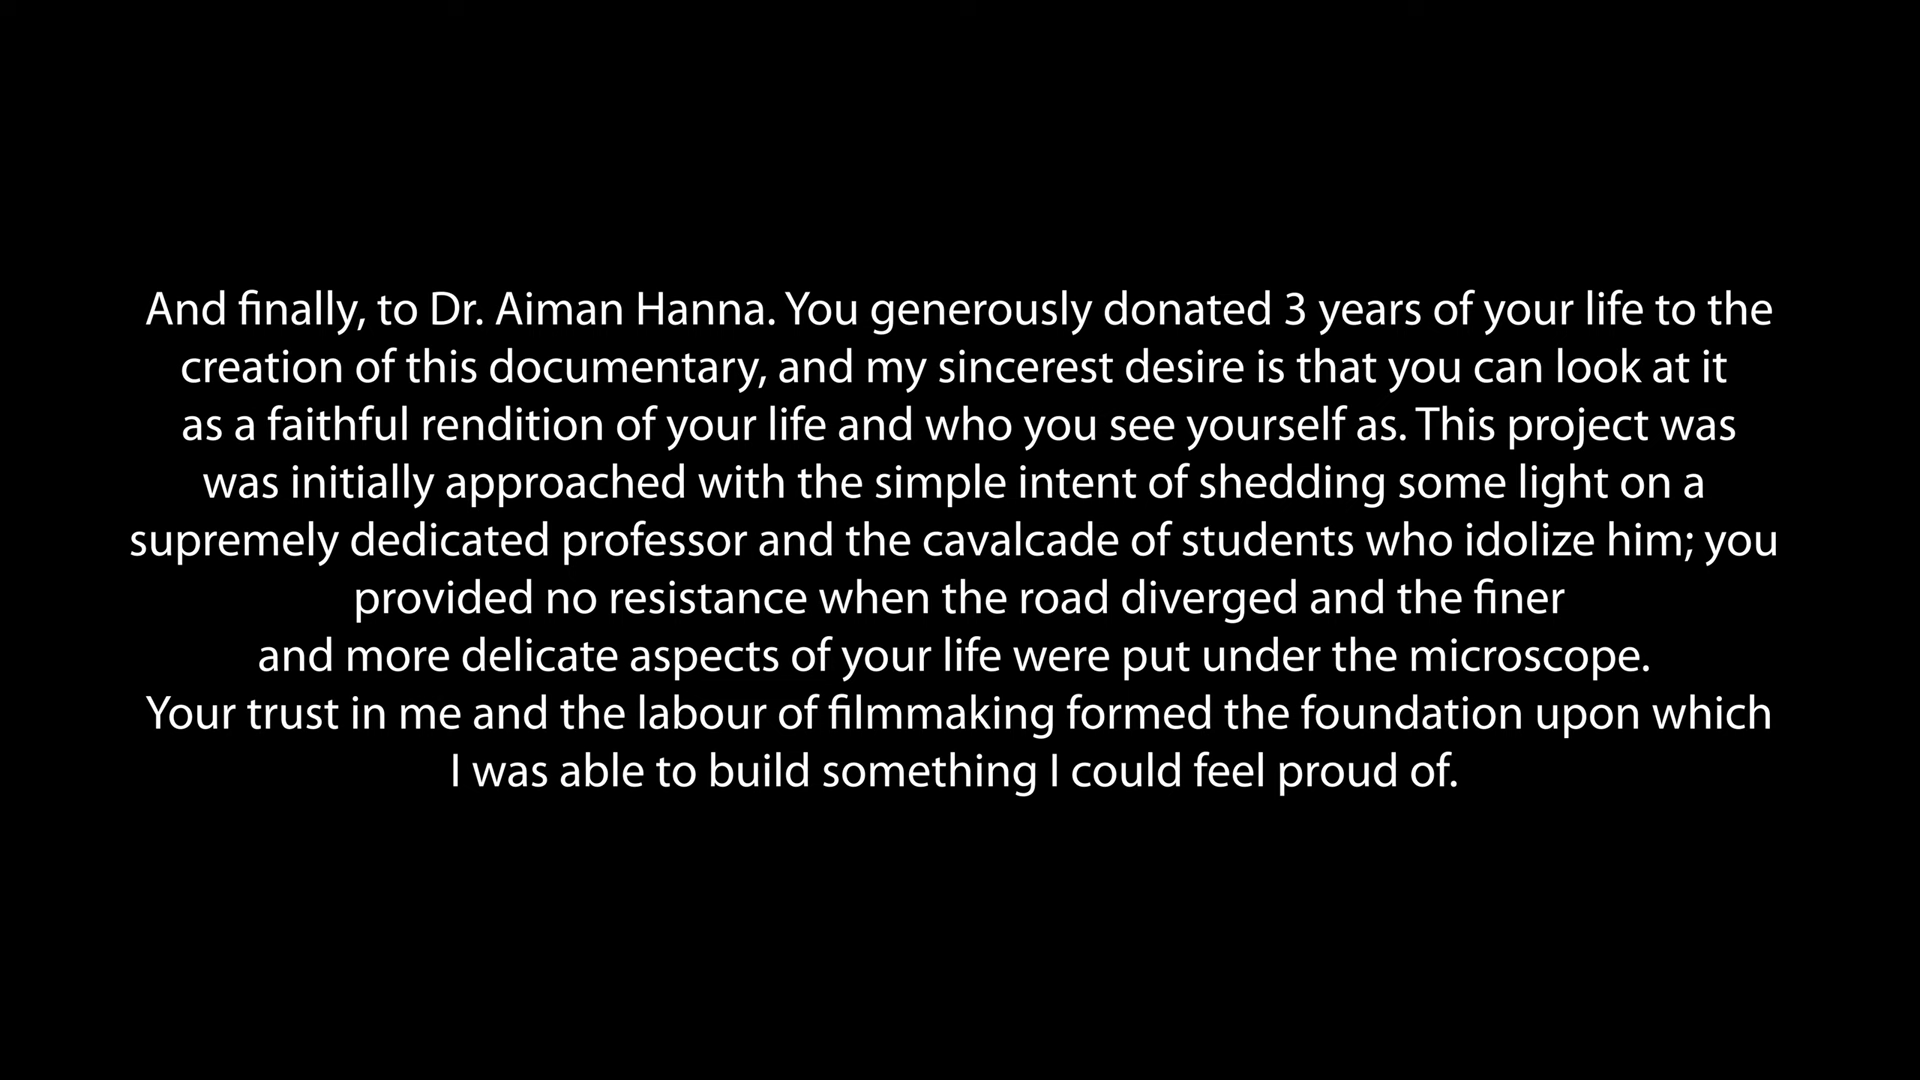 And finally, to Dr. Aiman Hanna. You generously donated 3 years of your life to the
creation of this documentary, and my sincerest desire is that you can look at it
as a faithful rendition of your life and who you see yourself as. This project was
was initially approached with the simple intent of shedding some light on a
supremely dedicated professor and the cavalcade of students who idolize him; you
provided no resistance when the road diverged and the finer
and more delicate aspects of your life were put under the microscope.
Your trust in me and the labour of filmmaking formed the foundation upon which
I was able to build something I could feel proud of.